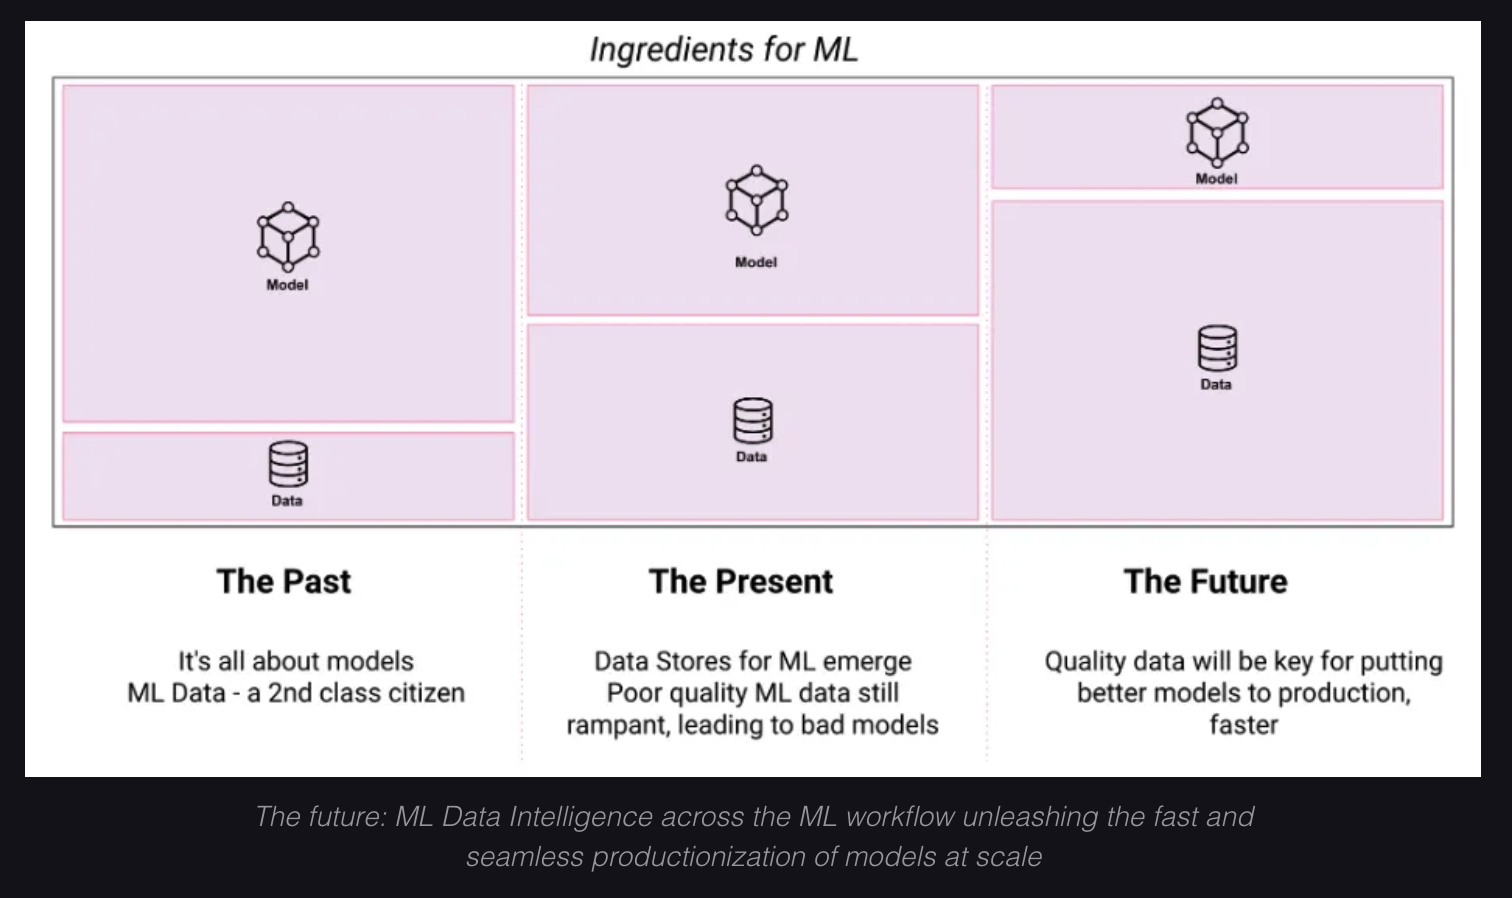 Ingredients for ML
Model
Data
Model
Data
Model
Data
The Past
It's all about models
ML Data - a 2nd class citizen
The Present
Data Stores for ML emerge
Poor quality ML data still
rampant, leading to bad models
The Future
Quality data will be key for putting
better models to production,
faster
The future: ML Data Intelligence across the ML workflow unleashing the fast and
seamless productionization of models at scale